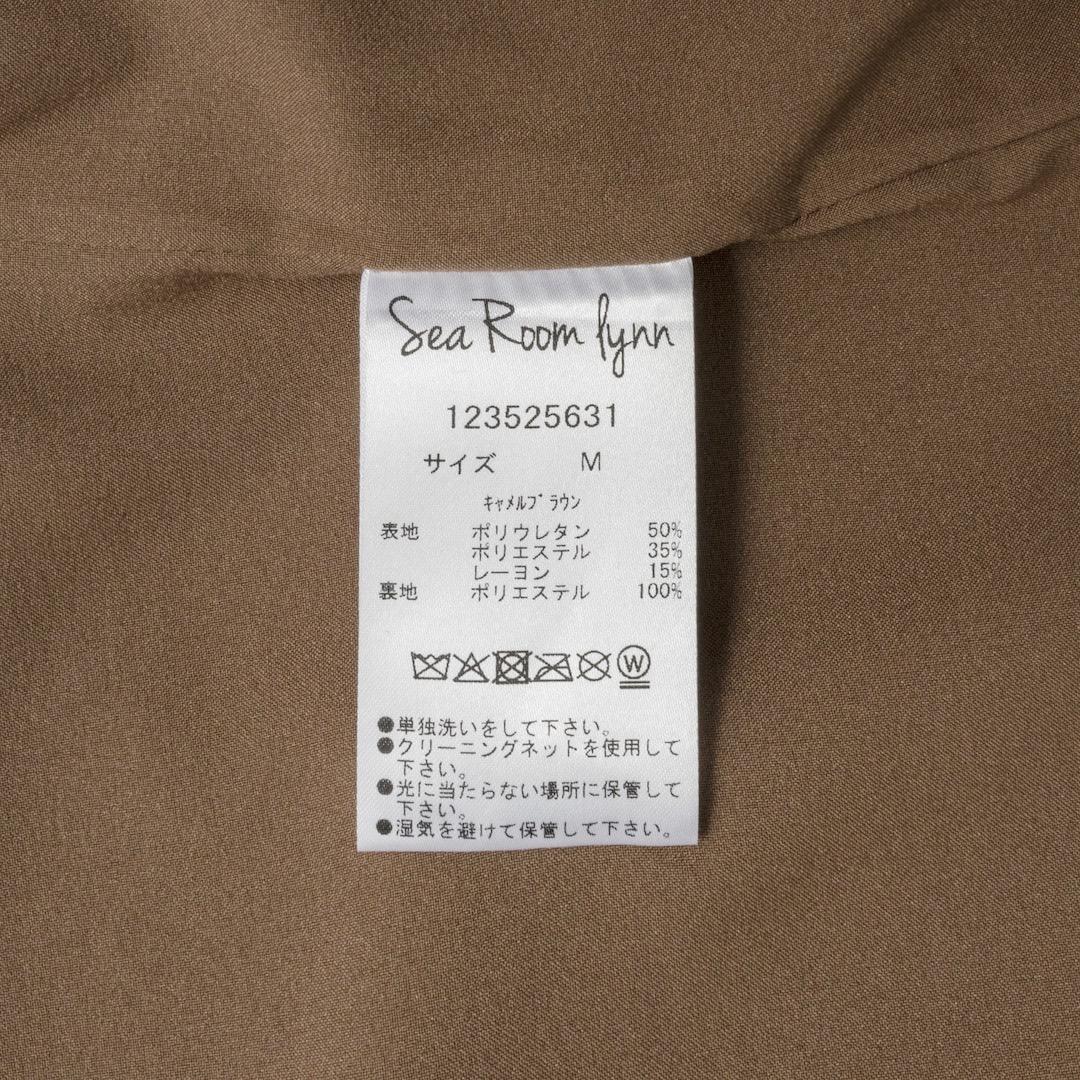 Sea Room lynn
123525631
サイズ M
ｷｬﾒﾙﾌﾞﾗｳﾝ
表地 ポリウレタン 50%
ポリエステル 35%
レーヨン 15%
裏地 ポリエステル 100%
W
●単独洗いをして下さい。
●クリーニングネットを使用して
下さい。
●光に当たらない場所に保管して
下さい。
●湿気を避けて保管して下さい。